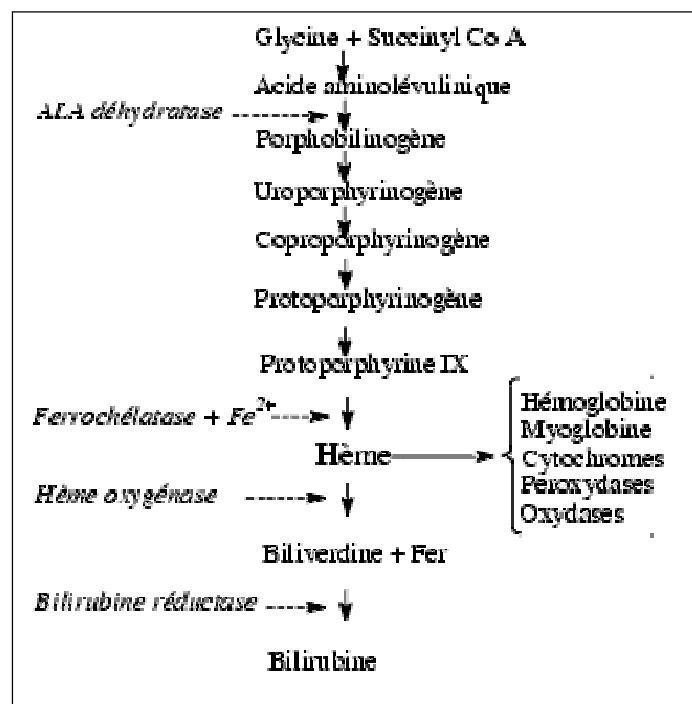 Glycine + Succinyl Co A
Acide aminolévulinique
ALA déhydratase
Porphobilinogène
Uroporphyrinogène
Coproporphyrinogène
Protoporphyrinogène
Protoporphyrine IX
Ferrochélatase + Fe2+
Hème
Hémoglobine
Myoglobine
Cytochromes
Peroxydases
Oxydases
Hème oxygénase
Biliverdine + Fer
Bilirubine réductase
Bilirubine